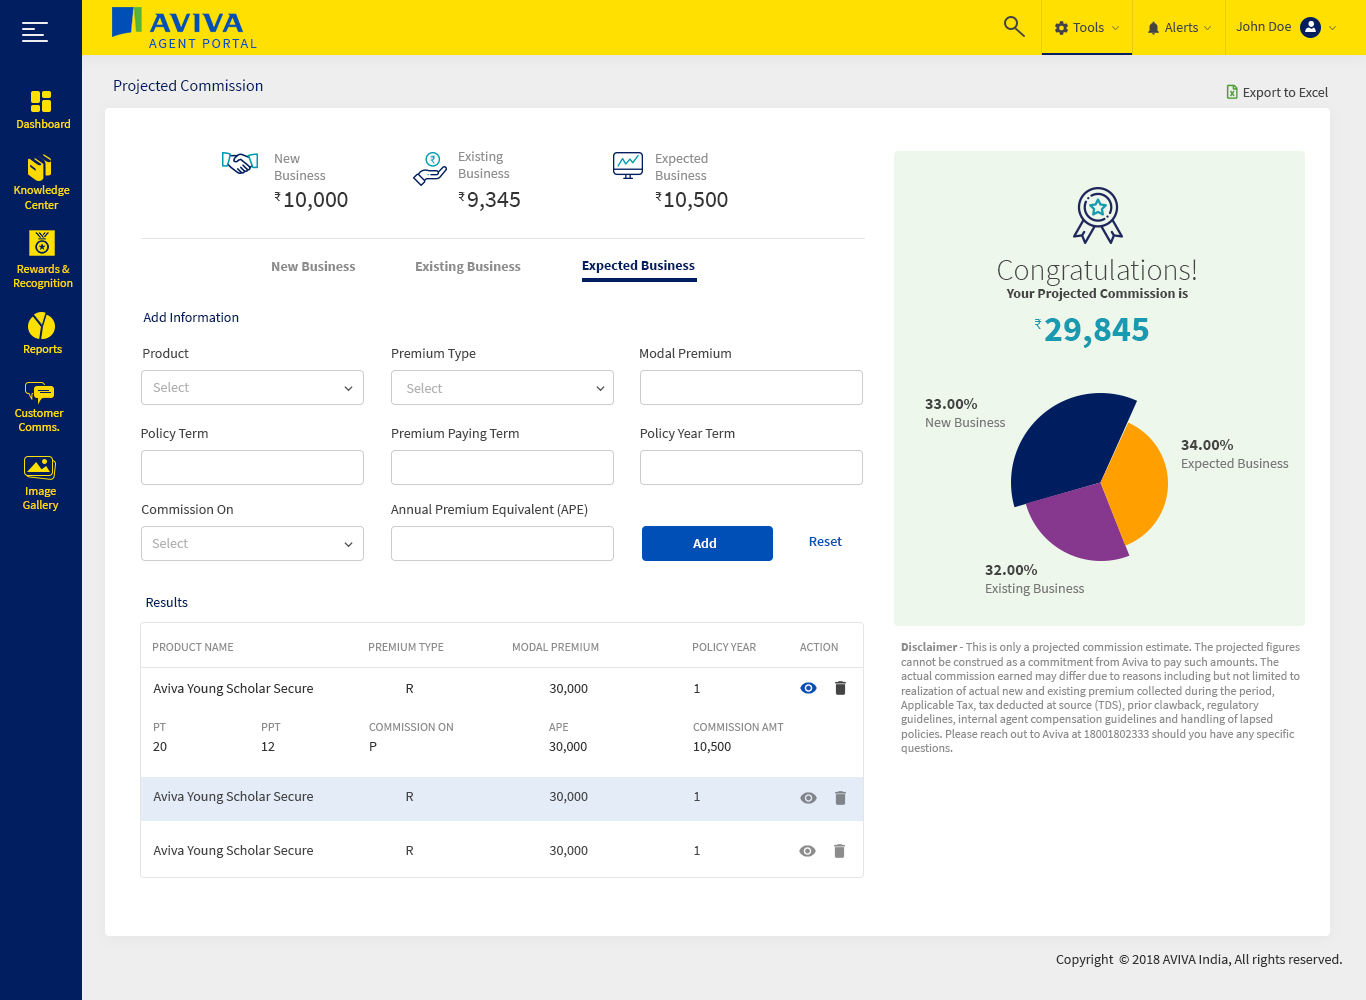 AVIVA
AGENT PORTAL
Tools
Alerts
John Doe
Dashboard
Knowledge
Center
Rewards &
Recognition
Reports
Customer
Comms.
Image
Gallery
Projected Commission
Export to Excel
New
Business
₹10,000
Existing
Business
₹9,345
Expected
Business
₹10,500
New Business
Existing Business
Expected Business
Add Information
Product
Premium Type
Modal Premium
Select
Select
Policy Term
Premium Paying Term
Policy Year Term
Commission On
Annual Premium Equivalent (APE)
Select
Add
Reset
Results
PRODUCT NAME PREMIUM TYPE MODAL PREMIUM POLICY YEAR ACTION
Aviva Young Scholar Secure R 30,000 1
PT PPT COMMISSION ON APE COMMISSION AMT
20 12 P 30,000 10,500
Aviva Young Scholar Secure R 30,000 1
Aviva Young Scholar Secure R 30,000 1
Congratulations!
Your Projected Commission is
₹29,845
33.00%
New Business
34.00%
Expected Business
32.00%
Existing Business
Disclaimer - This is only a projected commission estimate. The projected figures
cannot be construed as a commitment from Aviva to pay such amounts. The
actual commission earned may differ due to reasons including but not limited to
realization of actual new and existing premium collected during the period,
Applicable Tax, tax deducted at source (TDS), prior clawback, regulatory
guidelines, internal agent compensation guidelines and handling of lapsed
policies. Please reach out to Aviva at 18001802333 should you have any specific
questions.
Copyright © 2018 AVIVA India, All rights reserved.